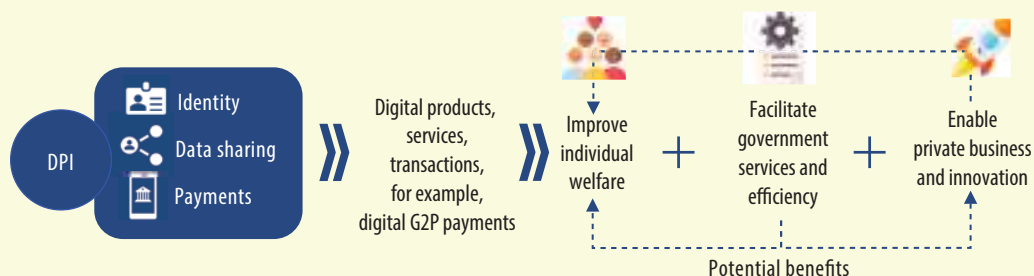 DPI
Identity
Data sharing
Payments
Digital products,
services,
transactions,
for example,
digital G2P payments
Improve
individual
welfare
+
Facilitate
government
services and
efficiency
+
Enable
private business
and innovation
Potential benefits